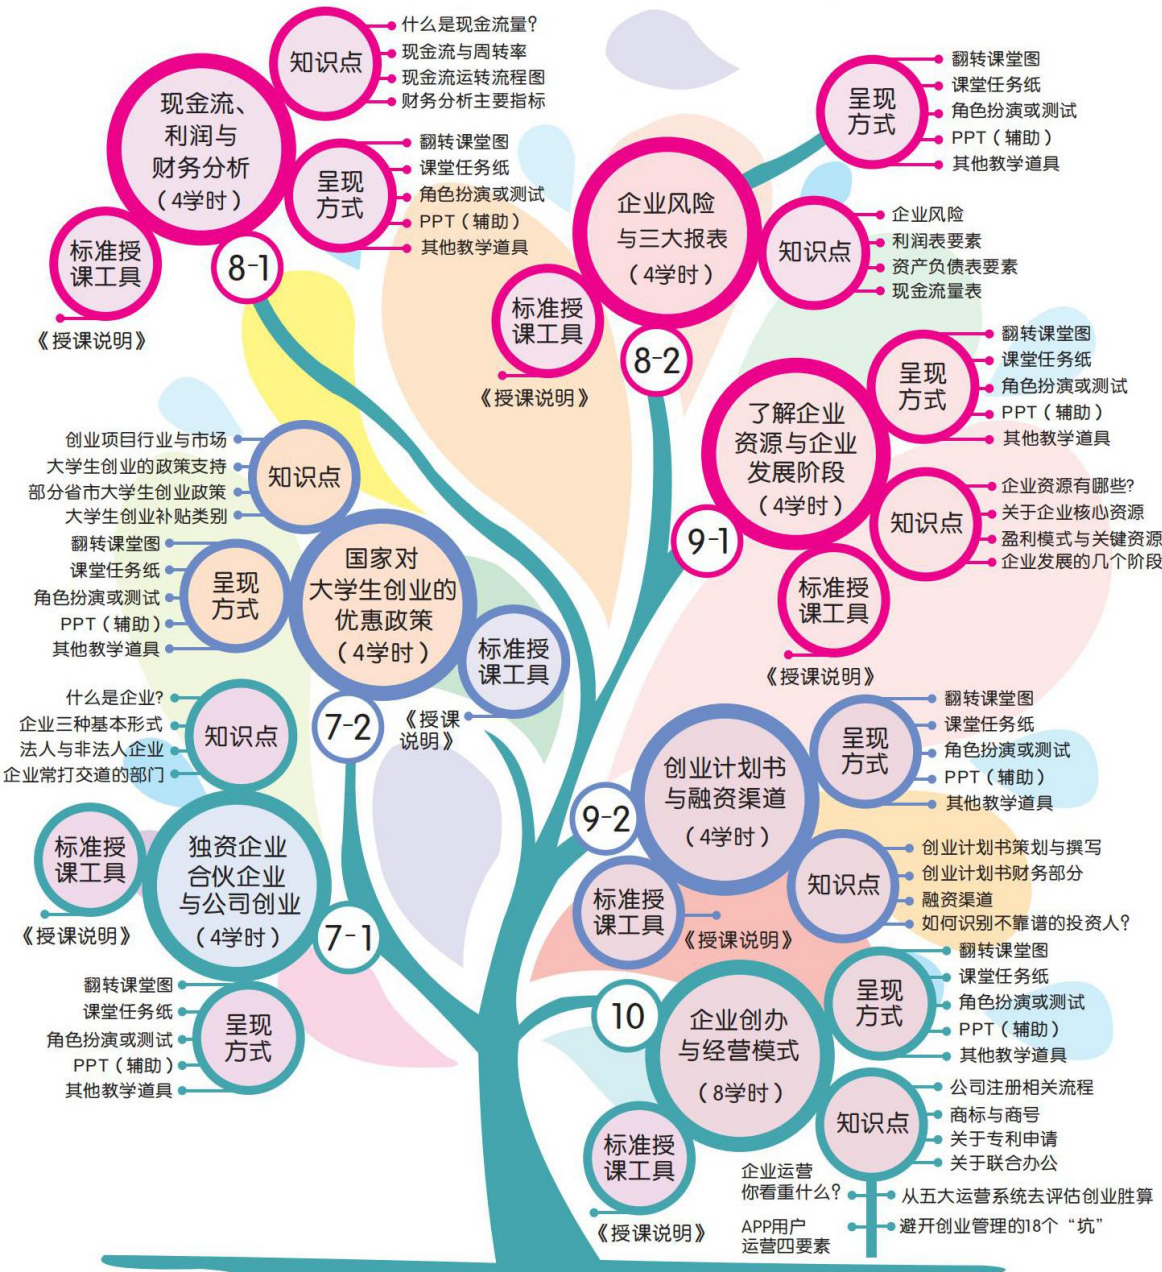 现金流、
利润与
财务分析
（4学时）
知识点
什么是现金流量？
现金流与周转率
现金流运转流程图
财务分析主要指标
呈现
方式
翻转课堂图
课堂任务纸
角色扮演或测试
PPT（辅助）
其他教学道具
标准授
课工具
《授课说明》
8-1
企业风险
与三大报表
（4学时）
呈现
方式
翻转课堂图
课堂任务纸
角色扮演或测试
PPT（辅助）
其他教学道具
知识点
企业风险
利润表要素
资产负债表要素
现金流量表
标准授
课工具
《授课说明》
8-2
了解企业
资源与企业
发展阶段
（4学时）
呈现
方式
翻转课堂图
课堂任务纸
角色扮演或测试
PPT（辅助）
其他教学道具
知识点
企业资源有哪些?
关于企业核心资源
盈利模式与关键资源
企业发展的几个阶段
标准授
课工具
《授课说明》
9-1
国家对
大学生创业的
优惠政策
（4学时）
知识点
创业项目行业与市场
大学生创业的政策支持
部分省市大学生创业政策
大学生创业补贴类别
呈现
方式
翻转课堂图
课堂任务纸
角色扮演或测试
PPT（辅助）
其他教学道具
标准授
课工具
《授课
说明》
7-2
独资企业
合伙企业
与公司创业
（4学时）
知识点
什么是企业?
企业三种基本形式
法人与非法人企业
企业常打交道的部门
标准授
课工具
《授课说明》
呈现
方式
翻转课堂图
课堂任务纸
角色扮演或测试
PPT（辅助）
其他教学道具
7-1
创业计划书
与融资渠道
（4学时）
呈现
方式
翻转课堂图
课堂任务纸
角色扮演或测试
PPT（辅助）
其他教学道具
知识点
创业计划书策划与撰写
创业计划书财务部分
融资渠道
如何识别不靠谱的投资人?
标准授
课工具
《授课说明》
9-2
企业创办
与经营模式
（8学时）
呈现
方式
翻转课堂图
课堂任务纸
角色扮演或测试
PPT（辅助）
其他教学道具
知识点
公司注册相关流程
商标与商号
关于专利申请
关于联合办公
企业运营
你看重什么?
从五大运营系统去评估创业胜算
APP用户
运营四要素
避开创业管理的18个“坑”
标准授
课工具
《授课说明》
10